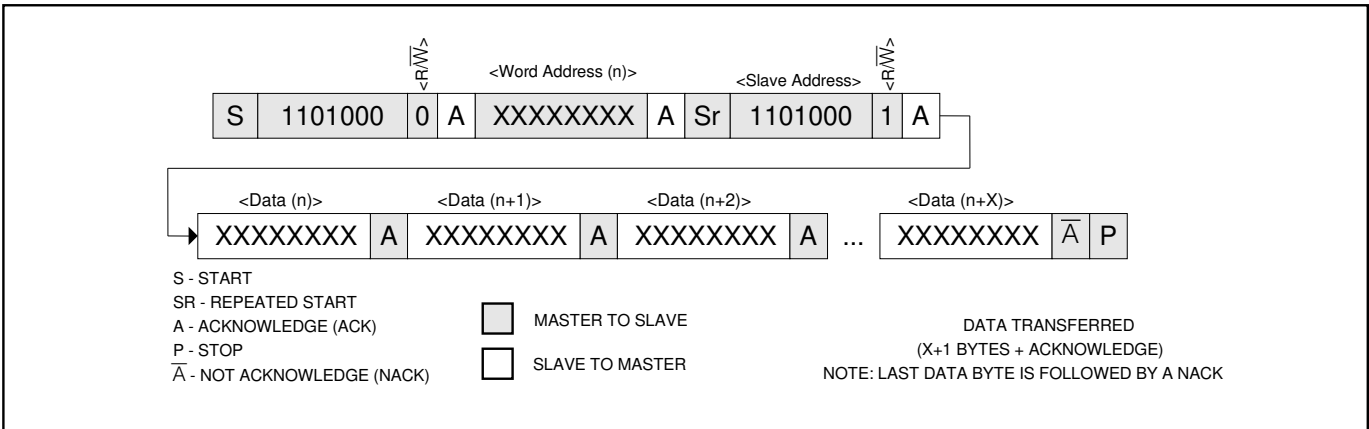 <R/W̅>
<R/W̅>
<Word Address (n)>
<Slave Address>
S 1101000 0 A XXXXXXXX A Sr 1101000 1 A
<Data (n)> <Data (n+1)> <Data (n+2)> <Data (n+X)>
XXXXXXXX A XXXXXXXX A XXXXXXXX A ... XXXXXXXX A̅ P
S - START
SR - REPEATED START
A - ACKNOWLEDGE (ACK)
P - STOP
A̅ - NOT ACKNOWLEDGE (NACK)
MASTER TO SLAVE
SLAVE TO MASTER
DATA TRANSFERRED
(X+1 BYTES + ACKNOWLEDGE)
NOTE: LAST DATA BYTE IS FOLLOWED BY A NACK